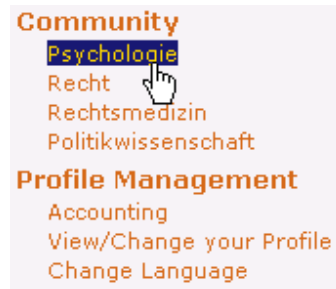 Community
Psychologie
Recht
Rechtsmedizin
Politikwissenschaft
Profile Management
Accounting
View/Change your Profile
Change Language